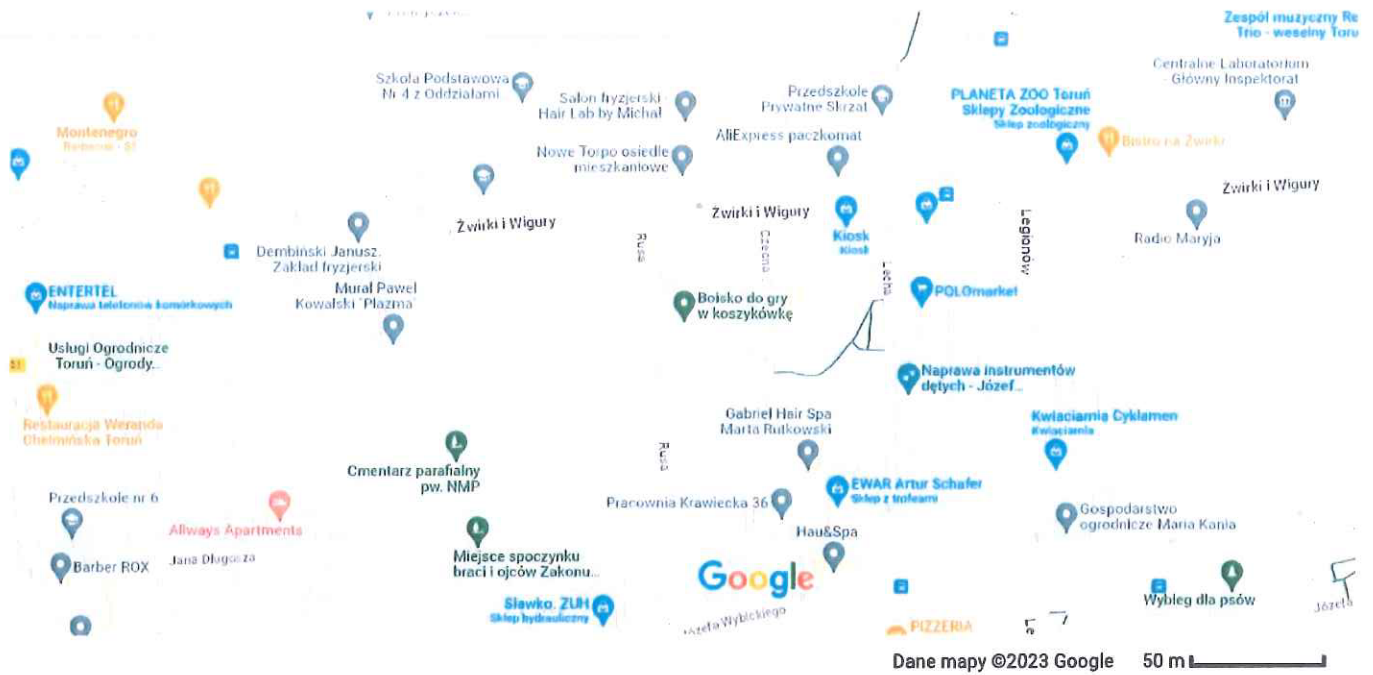 Zespół muzyczny Re
Trio - weselny Toru
Szkoła Podstawowa
Nr 4 z Oddziałami
Salon fryzjerski
Hair Lab by Michał
Przedszkole
Prywatne Skrzat
PLANETA ZOO Toruń
Sklepy Zoologiczne
Sklep zoologiczny
Centralne Laboratorium
- Główny Inspektorat
Montenegro
AliExpress paczkomat
Bistro na Żwirki
Nowe Torpo osiedle
mieszkaniowe
Żwirki i Wigury
Żwirki i Wigury
Żwirki i Wigury
Kiosk
Kiosk
Legionów
Radio Maryja
Rusa
Czecha
Lecha
Dembiński Janusz.
Zakład fryzjerski
ENTERTEL
Naprawa telefonów komórkowych
Mural Paweł
Kowalski 'Plazma'
Boisko do gry
w koszykówkę
POLOmarket
Usługi Ogrodnicze
Toruń - Ogrody...
Naprawa instrumentów
dętych - Józef...
Restauracja Weranda
Chełmińska Toruń
Gabriel Hair Spa
Marta Rutkowski
Kwiaciarnia Cyklamen
Kwiaciarnia
Rusa
Cmentarz parafialny
pw. NMP
EWAR Artur Schafer
Sklep z trofeami
Przedszkole nr 6
Allways Apartments
Pracownia Krawiecka 36
Gospodarstwo
ogrodnicze Maria Kania
Hau&Spa
Barber ROX
Jana Długosza
Miejsce spoczynku
braci i ojców Zakonu...
Google
Sławko. ZUH
Sklep hydrauliczny
Józefa Wybickiego
Wybieg dla psów
Józefa
PIZZERIA
Le
Dane mapy ©2023 Google 50 m